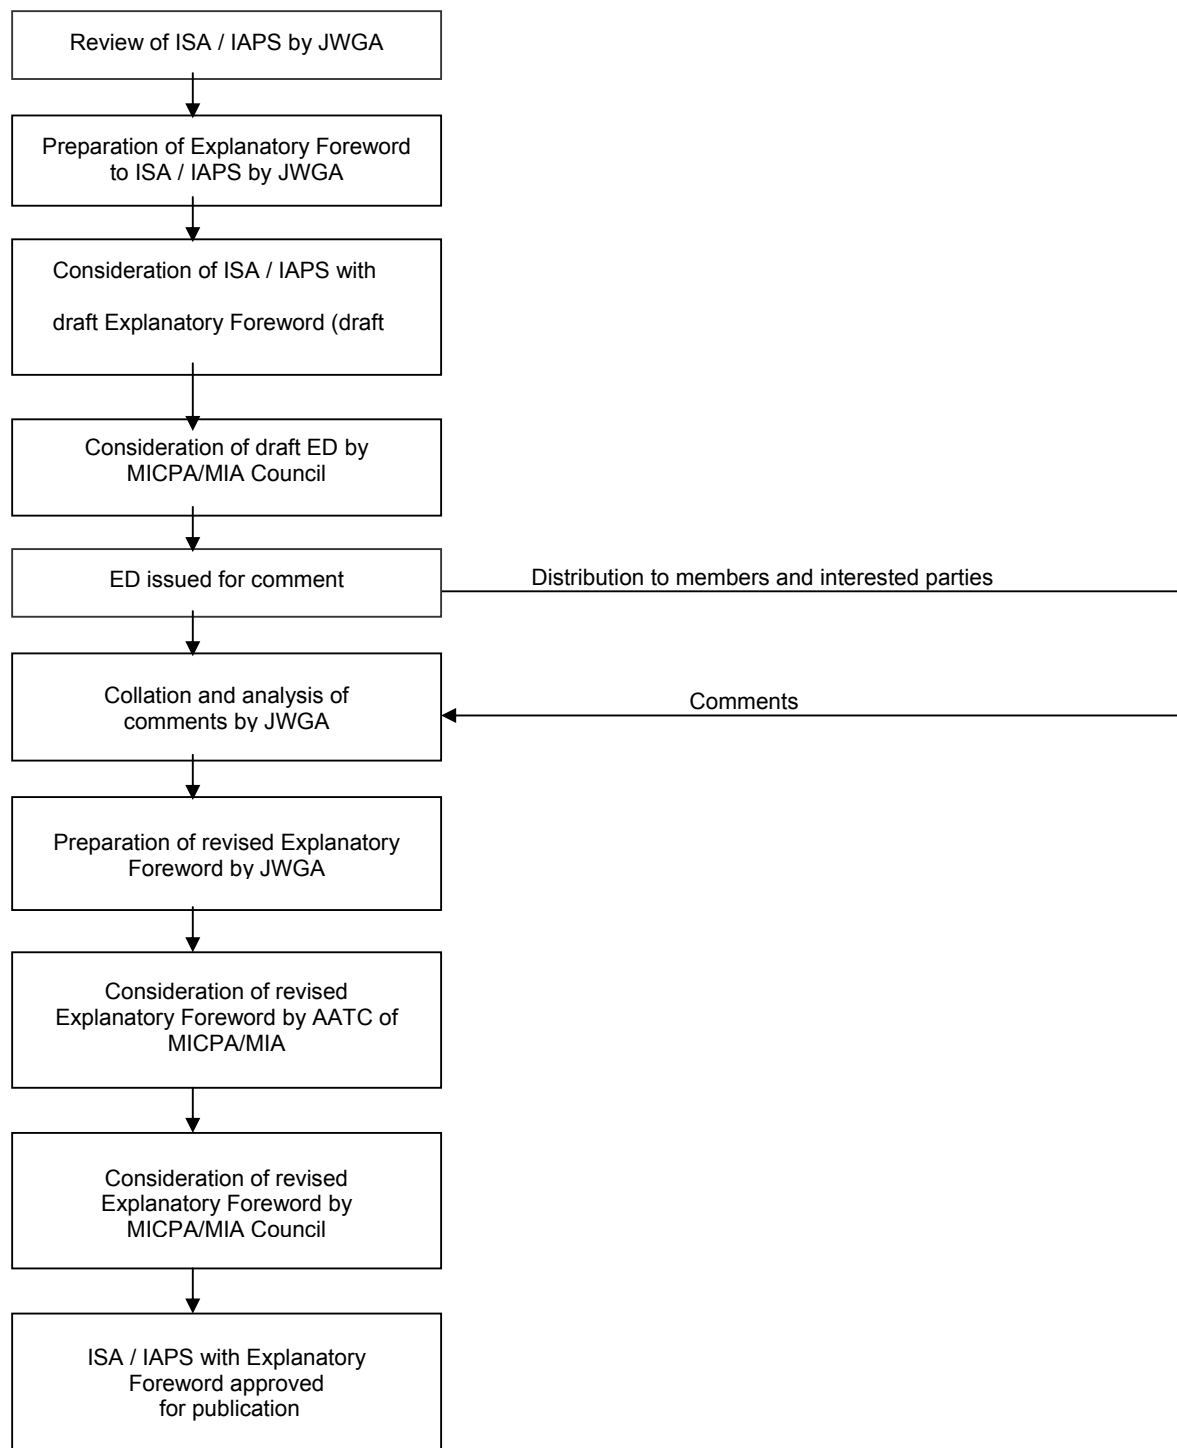 Review of ISA / IAPS by JWGA
Preparation of Explanatory Foreword
to ISA / IAPS by JWGA
Consideration of ISA / IAPS with
draft Explanatory Foreword (draft
Consideration of draft ED by
MICPA/MIA Council
ED issued for comment
Distribution to members and interested parties
Collation and analysis of
comments by JWGA
Comments
Preparation of revised Explanatory
Foreword by JWGA
Consideration of revised
Explanatory Foreword by AATC of
MICPA/MIA
Consideration of revised
Explanatory Foreword by
MICPA/MIA Council
ISA / IAPS with Explanatory
Foreword approved
for publication